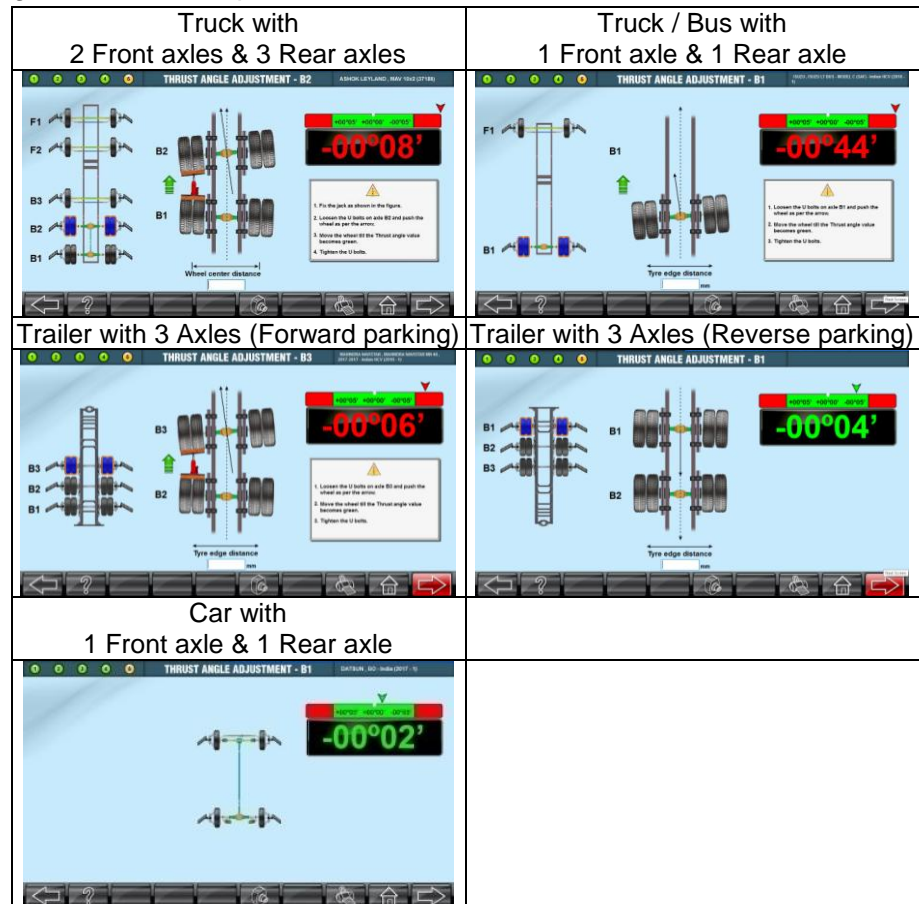 Truck with
2 Front axles & 3 Rear axles
Truck / Bus with
1 Front axle & 1 Rear axle
THRUST ANGLE ADJUSTMENT - B2
F1
F2
B3
B2
B1
B2
B1
Wheel center distance
-00°08’
1. Fix the jack as shown in the figure.
2. Loosen the U bolts on axle B2 and push the
wheel as per the arrow.
3. Move the wheel till the Thrust angle value
becomes green.
4. Tighten the U bolts.
THRUST ANGLE ADJUSTMENT - B1
F1
B1
B1
Tyre edge distance
mm
-00°44’
1. Loosen the U bolts on axle B1 and push the
wheel as per the arrow.
2. Move the wheel till the Thrust angle value
becomes green.
3. Tighten the U bolts.
Trailer with 3 Axles (Forward parking)
Trailer with 3 Axles (Reverse parking)
THRUST ANGLE ADJUSTMENT - B3
B3
B2
B1
B3
B2
Tyre edge distance
mm
-00°06’
1. Loosen the U bolts on axle B3 and push the
wheel as per the arrow.
2. Move the wheel till the Thrust angle value
becomes green.
3. Tighten the U bolts.
THRUST ANGLE ADJUSTMENT - B1
B1
B2
B3
B1
B2
Tyre edge distance
mm
-00°04’
Car with
1 Front axle & 1 Rear axle
THRUST ANGLE ADJUSTMENT - B1
DATSUN , GO - India (2017 - 1)
-00°02’